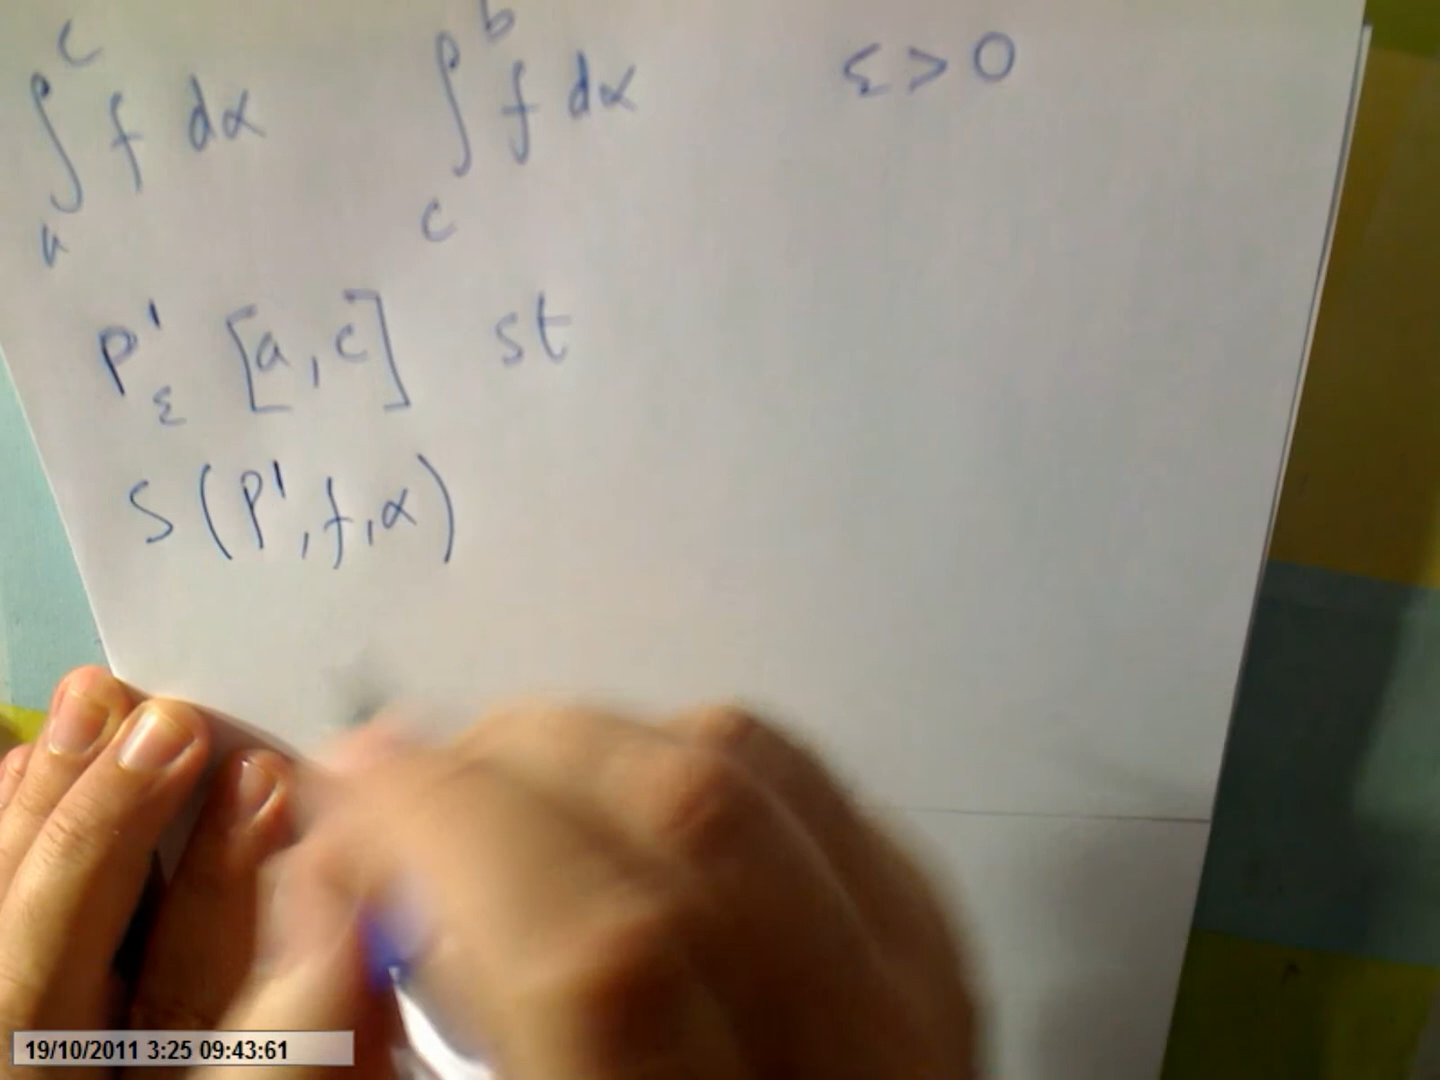 ∫_a^c f dα   ∫_c^b f dα   ε > 0
P'_ε [a, c] st
S(P', f, α)
19/10/2011 3:25 09:43:61